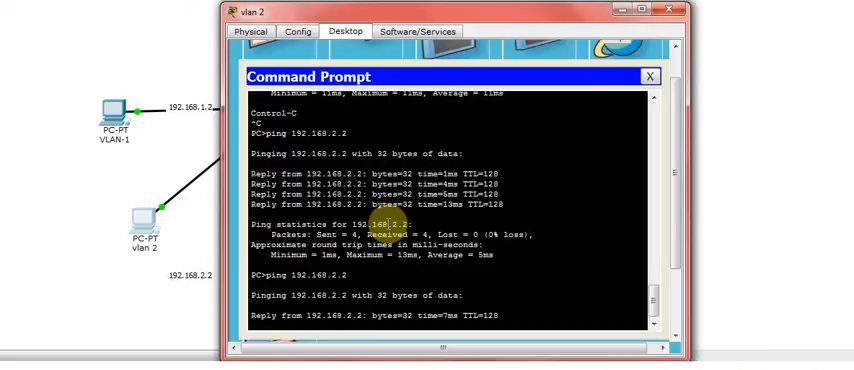 vlan 2
Physical Config Desktop Software/Services
Command Prompt X
Minimum = 11ms, Maximum = 11ms, Average = 11ms
Control-C
^C
PC>ping 192.168.2.2
Pinging 192.168.2.2 with 32 bytes of data:
Reply from 192.168.2.2: bytes=32 time=1ms TTL=128
Reply from 192.168.2.2: bytes=32 time=4ms TTL=128
Reply from 192.168.2.2: bytes=32 time=6ms TTL=128
Reply from 192.168.2.2: bytes=32 time=13ms TTL=128
Ping statistics for 192.168.2.2:
Packets: Sent = 4, Received = 4, Lost = 0 (0% loss),
Approximate round trip times in milli-seconds:
Minimum = 1ms, Maximum = 13ms, Average = 5ms
PC>ping 192.168.2.2
Pinging 192.168.2.2 with 32 bytes of data:
Reply from 192.168.2.2: bytes=32 time=7ms TTL=128
192.168.1.2
PC-PT
VLAN-1
PC-PT
vlan 2
192.168.2.2